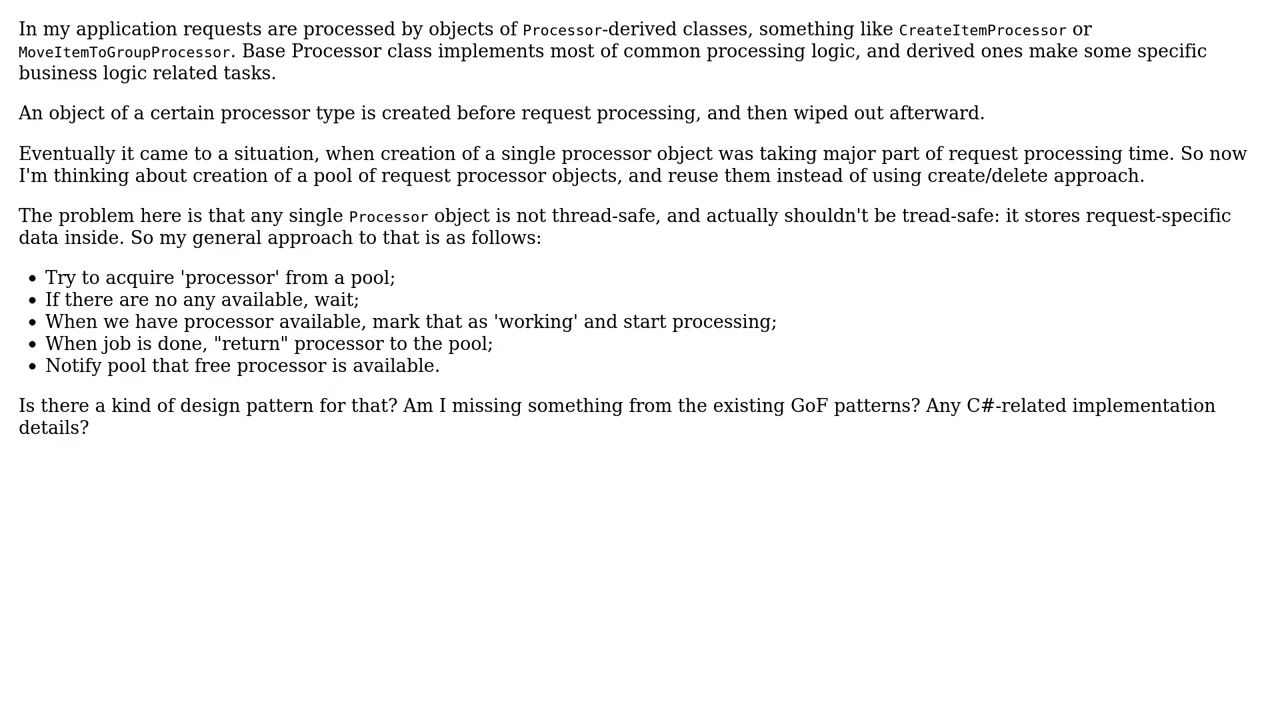 In my application requests are processed by objects of Processor-derived classes, something like CreateItemProcessor or
MoveItemToGroupProcessor. Base Processor class implements most of common processing logic, and derived ones make some specific
business logic related tasks.
An object of a certain processor type is created before request processing, and then wiped out afterward.
Eventually it came to a situation, when creation of a single processor object was taking major part of request processing time. So now
I'm thinking about creation of a pool of request processor objects, and reuse them instead of using create/delete approach.
The problem here is that any single Processor object is not thread-safe, and actually shouldn't be tread-safe: it stores request-specific
data inside. So my general approach to that is as follows:
• Try to acquire 'processor' from a pool;
• If there are no any available, wait;
• When we have processor available, mark that as 'working' and start processing;
• When job is done, "return" processor to the pool;
• Notify pool that free processor is available.
Is there a kind of design pattern for that? Am I missing something from the existing GoF patterns? Any C#-related implementation
details?